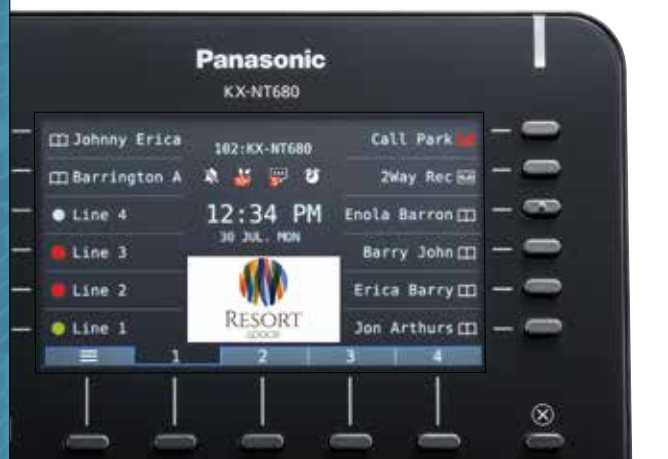 Panasonic
KX-NT680
Johnny Erica
102:KX-NT680
Call Park
Barrington A
2Way Rec
Line 4
12:34 PM
Enola Barron
30 JUL. MON
Line 3
Barry John
Line 2
Erica Barry
RESORT
Line 1
Jon Arthurs
1
2
3
4